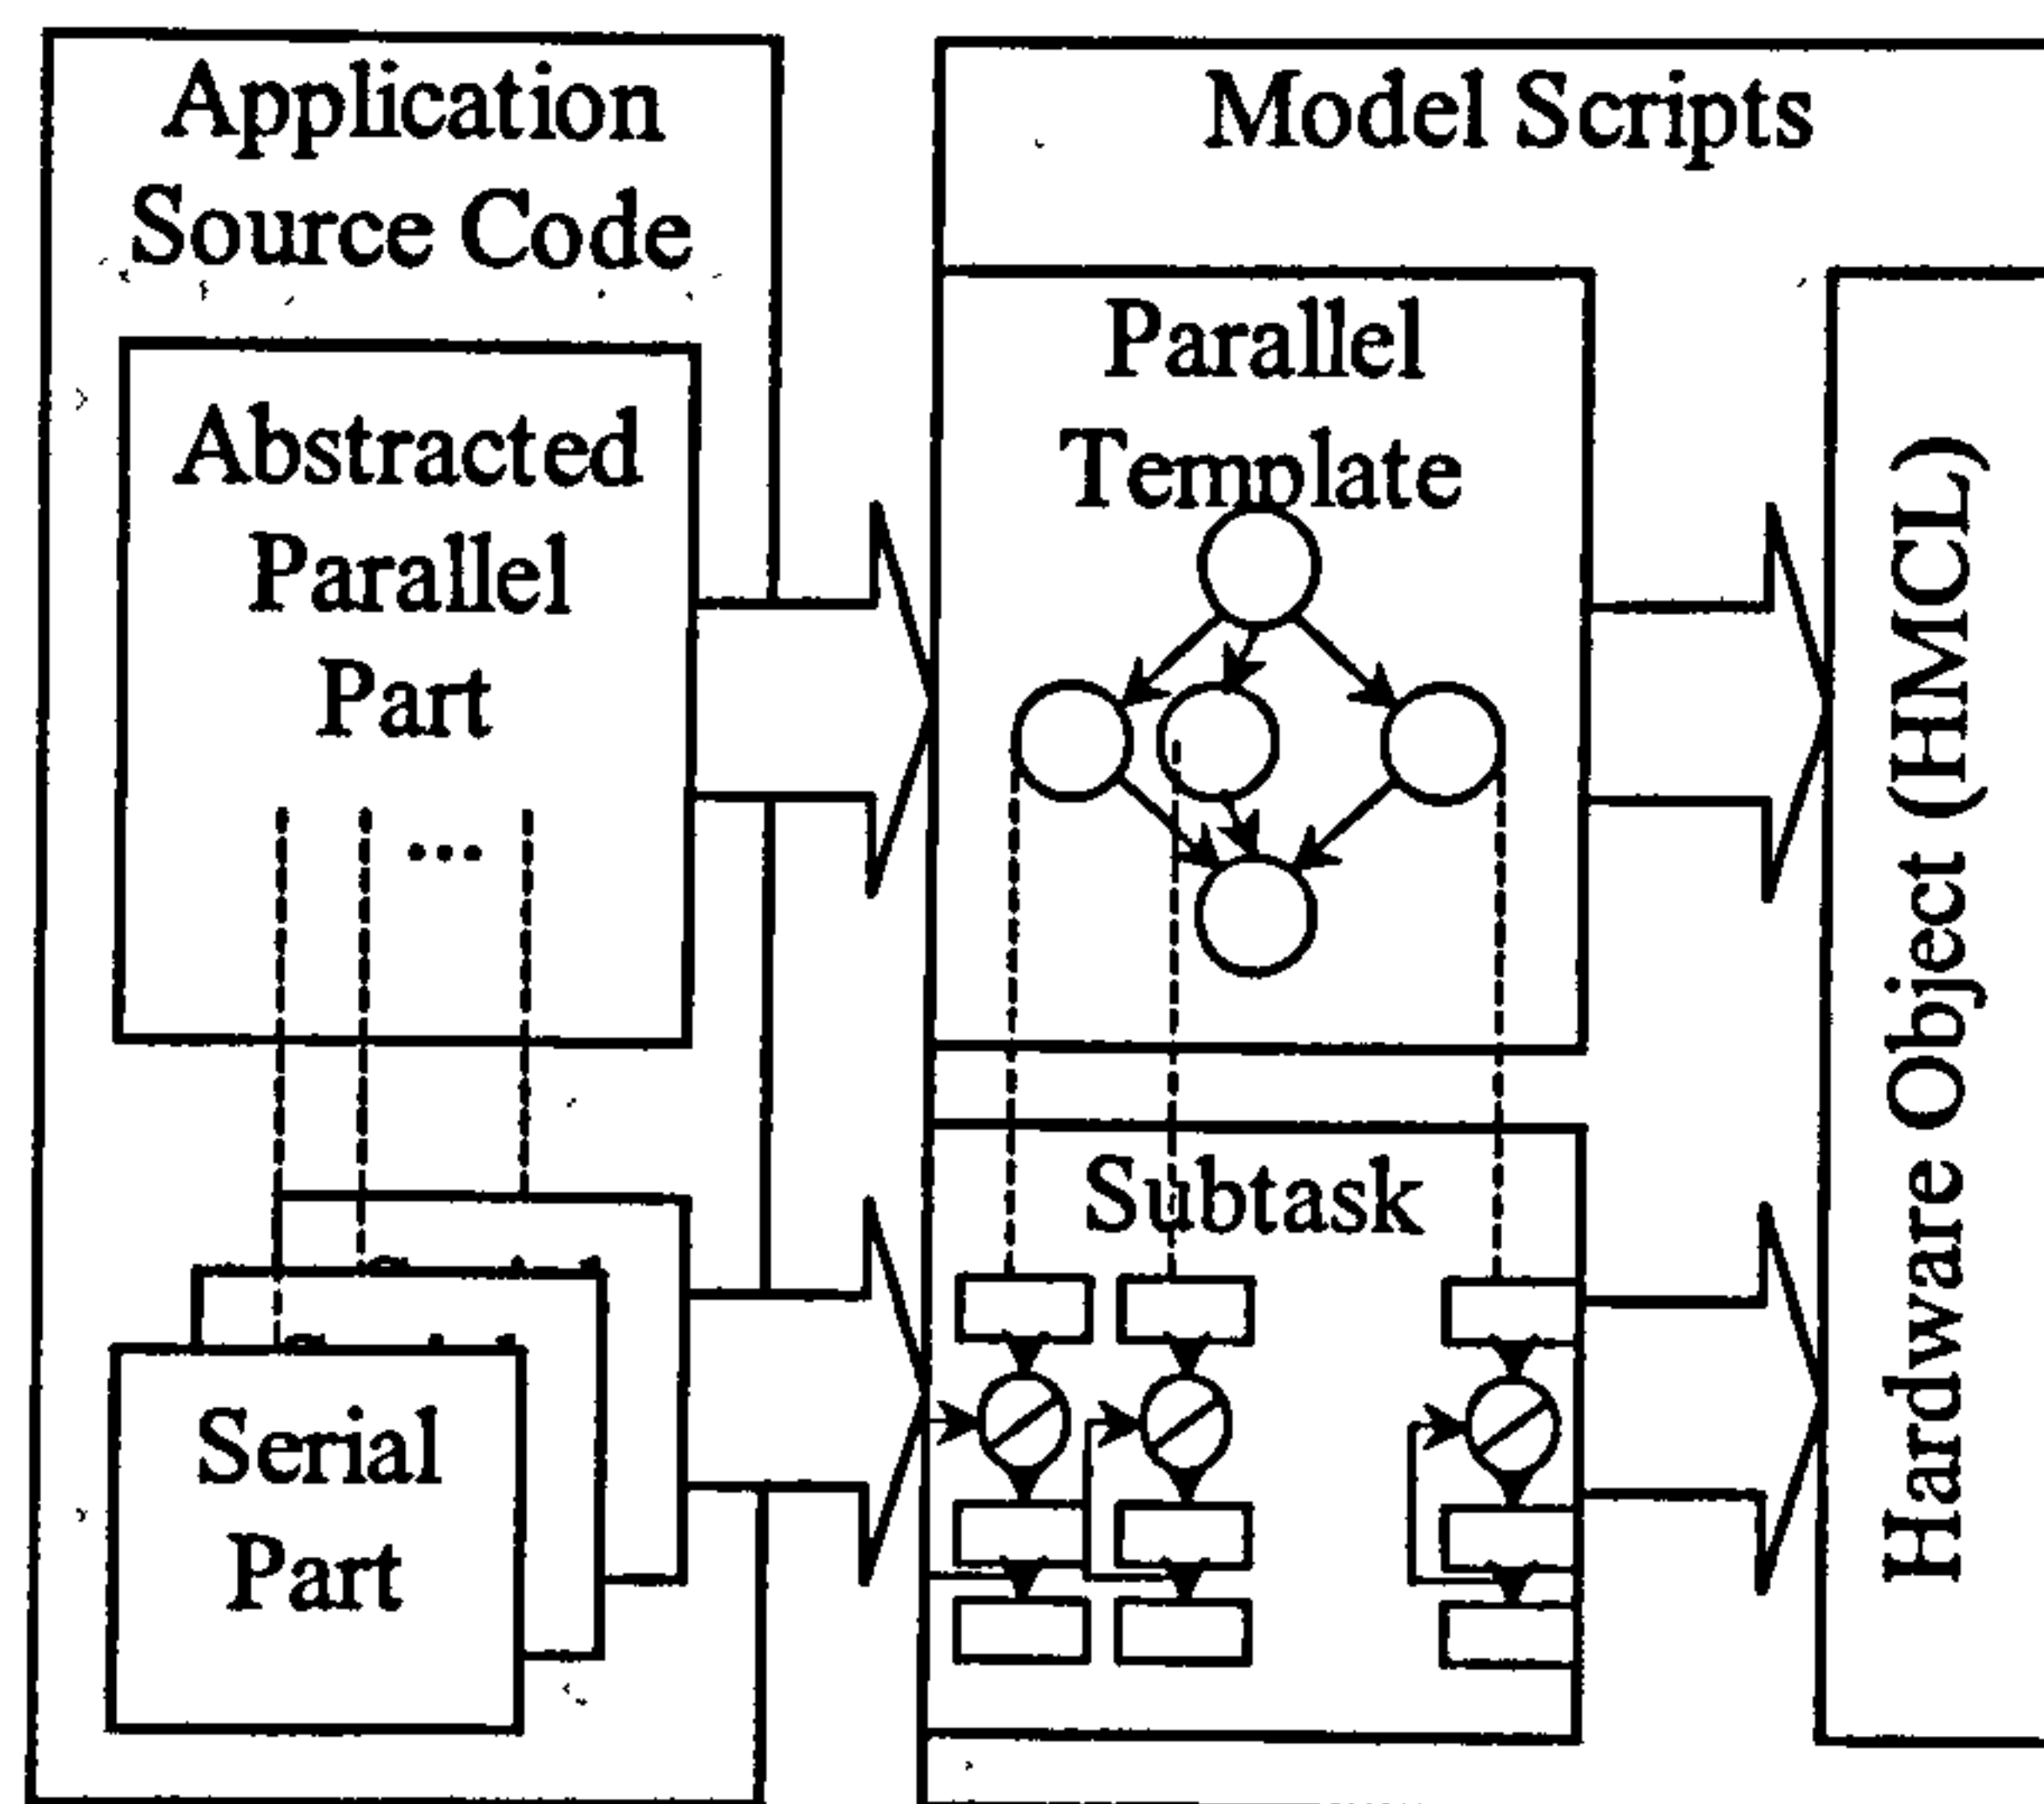 Application
Source Code
Abstracted
Parallel
Part
...
Serial
Part
Model Scripts
Parallel
Template
Subtask
Hardware Object (HMCL)